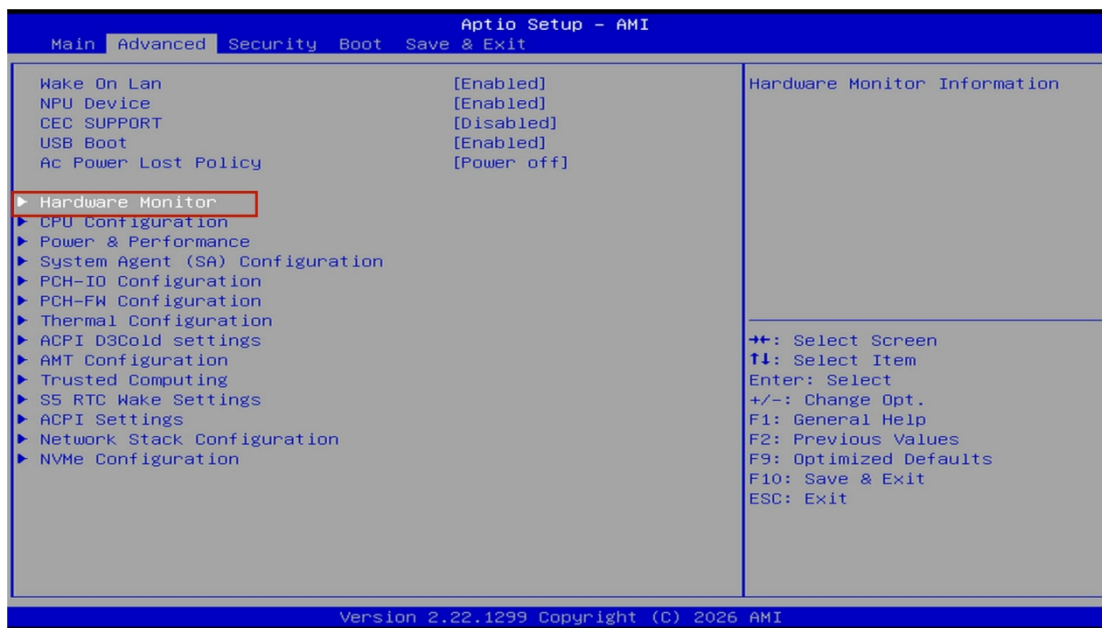 Aptio Setup – AMI
Main Advanced Security Boot Save & Exit
Wake On Lan [Enabled]
NPU Device [Enabled]
CEC SUPPORT [Disabled]
USB Boot [Enabled]
Ac Power Lost Policy [Power off]
▶ Hardware Monitor
▶ CPU Configuration
▶ Power & Performance
▶ System Agent (SA) Configuration
▶ PCH-IO Configuration
▶ PCH-FW Configuration
▶ Thermal Configuration
▶ ACPI D3Cold settings
▶ AMT Configuration
▶ Trusted Computing
▶ S5 RTC Wake Settings
▶ ACPI Settings
▶ Network Stack Configuration
▶ NVMe Configuration
Hardware Monitor Information
→←: Select Screen
↑↓: Select Item
Enter: Select
+/-: Change Opt.
F1: General Help
F2: Previous Values
F9: Optimized Defaults
F10: Save & Exit
ESC: Exit
Version 2.22.1299 Copyright (C) 2026 AMI